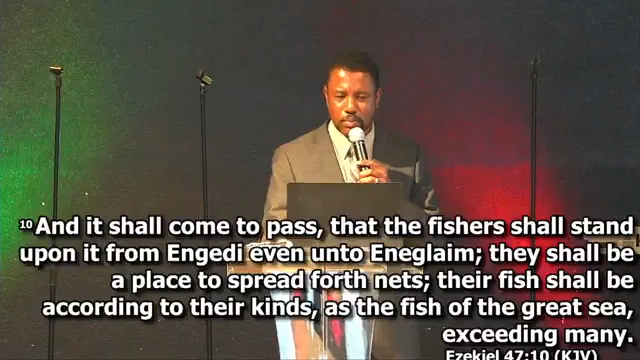 10 And it shall come to pass, that the fishers shall stand
upon it from Engedi even unto Eneglaim; they shall be
a place to spread forth nets; their fish shall be
according to their kinds, as the fish of the great sea,
exceeding many.
Ezekiel 47:10 (KJV)